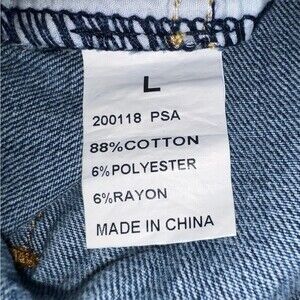 L
200118 PSA
88%COTTON
6%POLYESTER
6%RAYON
MADE IN CHINA